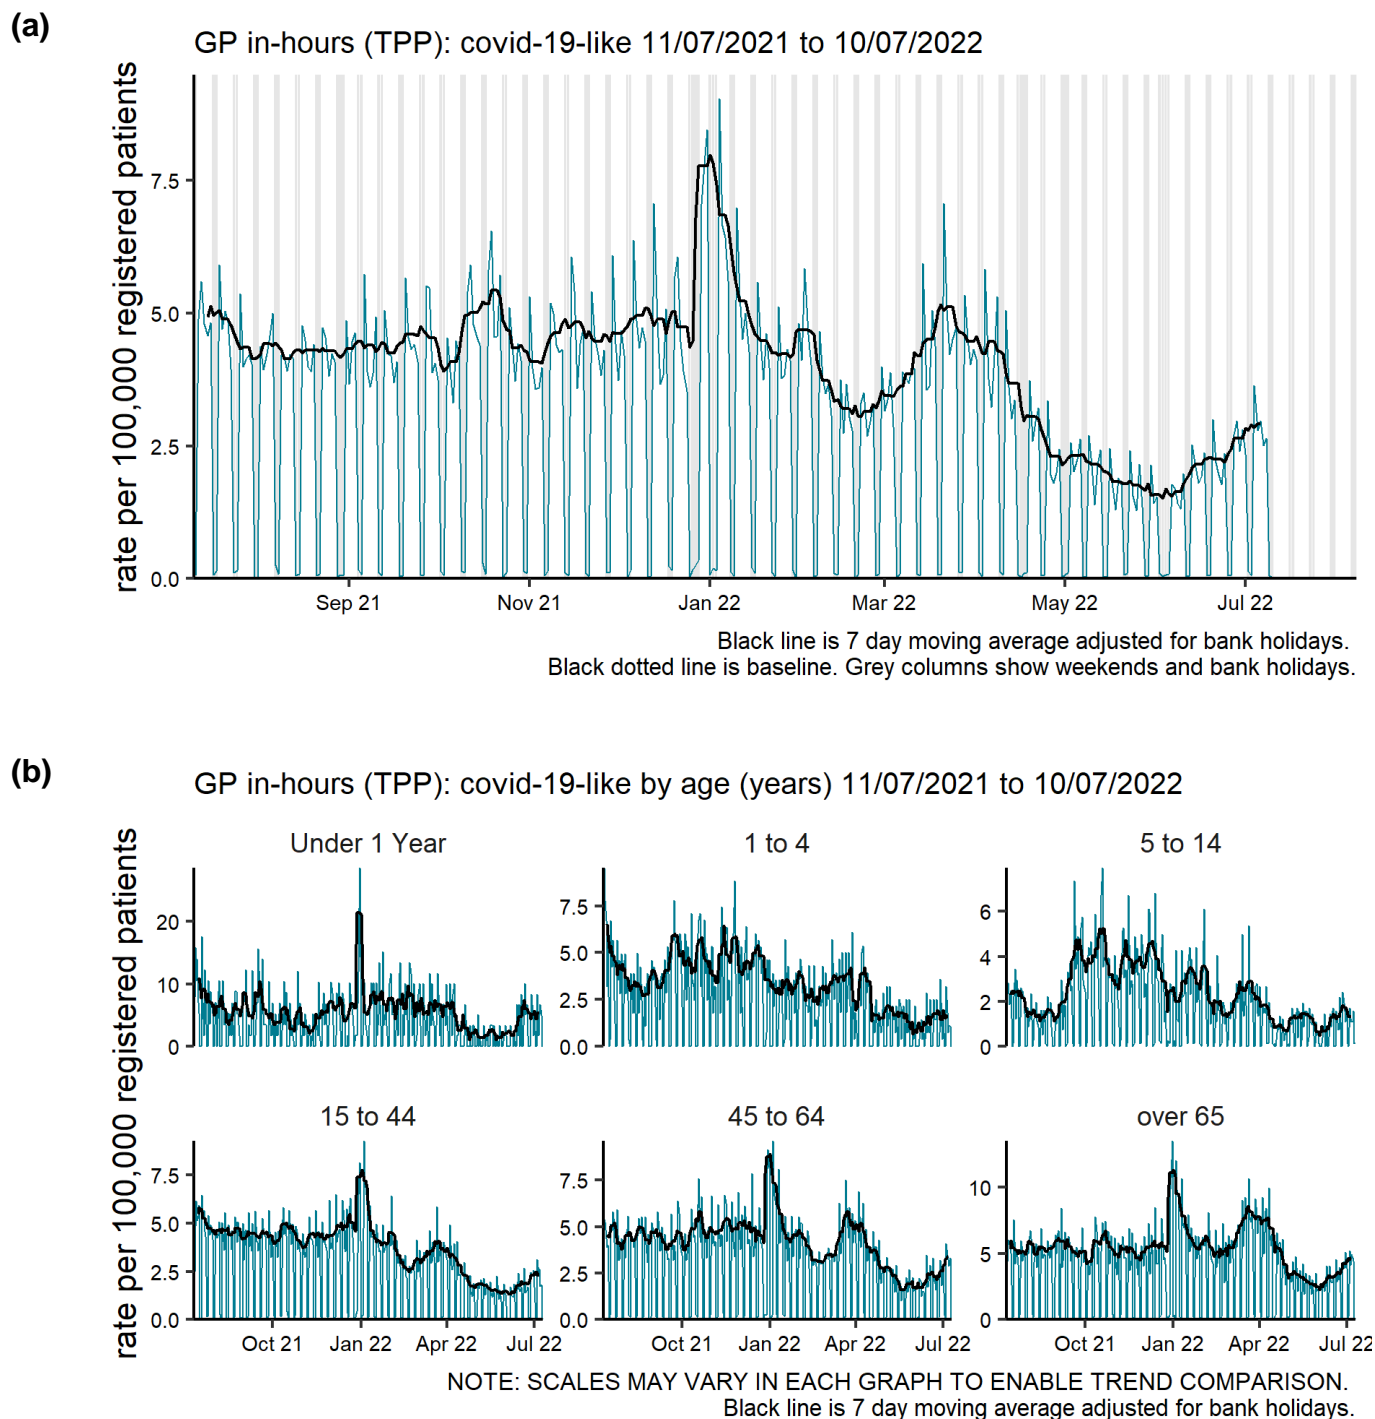 (a)
GP in-hours (TPP): covid-19-like 11/07/2021 to 10/07/2022
rate per 100,000 registered patients
7.5
5.0
2.5
0.0
Sep 21 Nov 21 Jan 22 Mar 22 May 22 Jul 22
Black line is 7 day moving average adjusted for bank holidays.
Black dotted line is baseline. Grey columns show weekends and bank holidays.
(b)
GP in-hours (TPP): covid-19-like by age (years) 11/07/2021 to 10/07/2022
rate per 100,000 registered patients
Under 1 Year
20
10
0
1 to 4
7.5
5.0
2.5
0.0
5 to 14
6
4
2
0
15 to 44
7.5
5.0
2.5
0.0
Oct 21 Jan 22 Apr 22 Jul 22
45 to 64
7.5
5.0
2.5
0.0
Oct 21 Jan 22 Apr 22 Jul 22
over 65
10
5
0
Oct 21 Jan 22 Apr 22 Jul 22
NOTE: SCALES MAY VARY IN EACH GRAPH TO ENABLE TREND COMPARISON.
Black line is 7 day moving average adjusted for bank holidays.